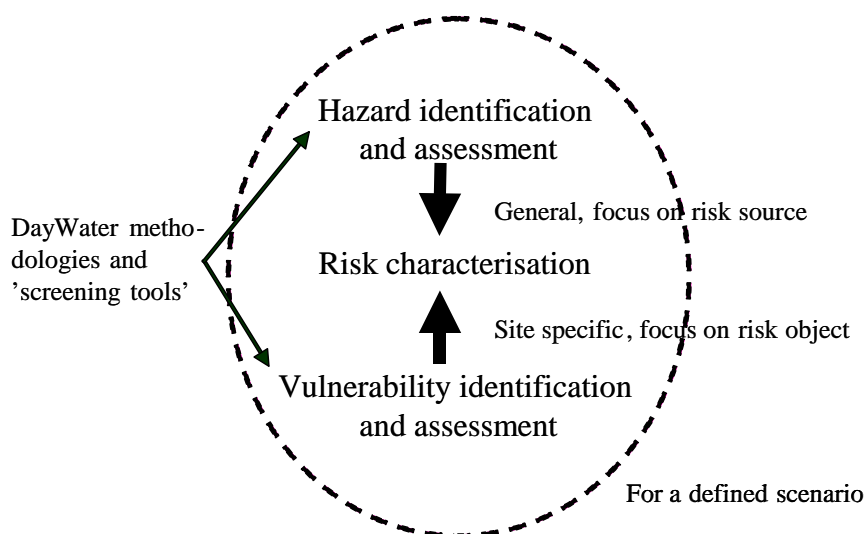 Hazard identification
and assessment
General, focus on risk source
DayWater metho-
dologies and
’screening tools’
Risk characterisation
Site specific, focus on risk object
Vulnerability identification
and assessment
For a defined scenario